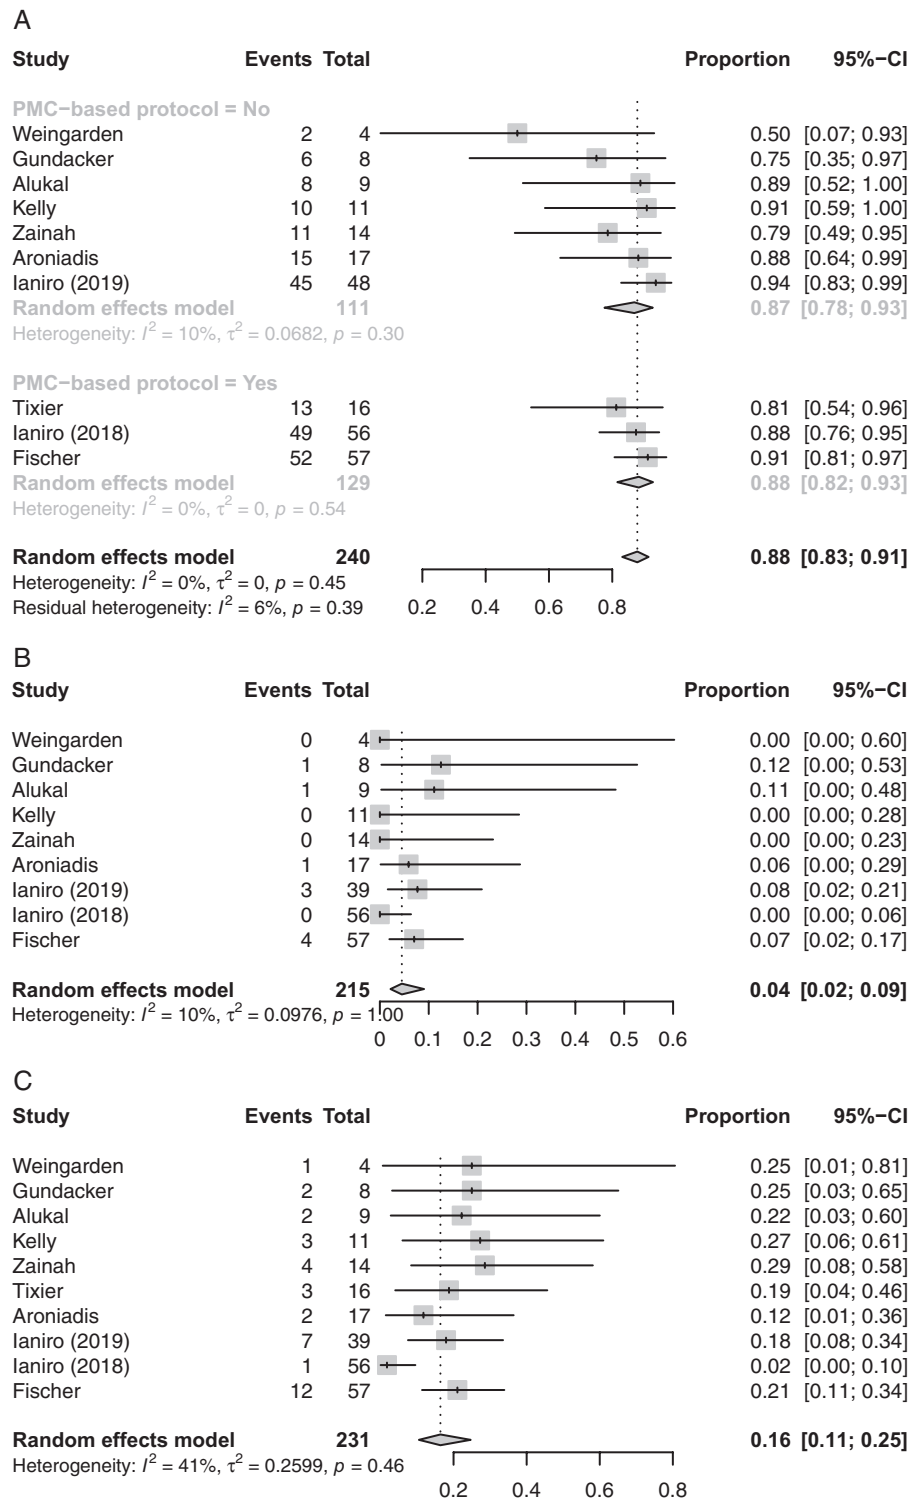 A
Study Events Total Proportion 95%−CI
PMC−based protocol = No
Weingarden 2 4 0.50 [0.07; 0.93]
Gundacker 6 8 0.75 [0.35; 0.97]
Alukal 8 9 0.89 [0.52; 1.00]
Kelly 10 11 0.91 [0.59; 1.00]
Zainah 11 14 0.79 [0.49; 0.95]
Aroniadis 15 17 0.88 [0.64; 0.99]
Ianiro (2019) 45 48 0.94 [0.83; 0.99]
Random effects model 111 0.87 [0.78; 0.93]
Heterogeneity: I² = 10%, τ² = 0.0682, p = 0.30
PMC−based protocol = Yes
Tixier 13 16 0.81 [0.54; 0.96]
Ianiro (2018) 49 56 0.88 [0.76; 0.95]
Fischer 52 57 0.91 [0.81; 0.97]
Random effects model 129 0.88 [0.82; 0.93]
Heterogeneity: I² = 0%, τ² = 0, p = 0.54
Random effects model 240 0.88 [0.83; 0.91]
Heterogeneity: I² = 0%, τ² = 0, p = 0.45
Residual heterogeneity: I² = 6%, p = 0.39 0.2 0.4 0.6 0.8
B
Study Events Total Proportion 95%−CI
Weingarden 0 4 0.00 [0.00; 0.60]
Gundacker 1 8 0.12 [0.00; 0.53]
Alukal 1 9 0.11 [0.00; 0.48]
Kelly 0 11 0.00 [0.00; 0.28]
Zainah 0 14 0.00 [0.00; 0.23]
Aroniadis 1 17 0.06 [0.00; 0.29]
Ianiro (2019) 3 39 0.08 [0.02; 0.21]
Ianiro (2018) 0 56 0.00 [0.00; 0.06]
Fischer 4 57 0.07 [0.02; 0.17]
Random effects model 215 0.04 [0.02; 0.09]
Heterogeneity: I² = 10%, τ² = 0.0976, p = 1.00
0 0.1 0.2 0.3 0.4 0.5 0.6
C
Study Events Total Proportion 95%−CI
Weingarden 1 4 0.25 [0.01; 0.81]
Gundacker 2 8 0.25 [0.03; 0.65]
Alukal 2 9 0.22 [0.03; 0.60]
Kelly 3 11 0.27 [0.06; 0.61]
Zainah 4 14 0.29 [0.08; 0.58]
Tixier 3 16 0.19 [0.04; 0.46]
Aroniadis 2 17 0.12 [0.01; 0.36]
Ianiro (2019) 7 39 0.18 [0.08; 0.34]
Ianiro (2018) 1 56 0.02 [0.00; 0.10]
Fischer 12 57 0.21 [0.11; 0.34]
Random effects model 231 0.16 [0.11; 0.25]
Heterogeneity: I² = 41%, τ² = 0.2599, p = 0.46
0.2 0.4 0.6 0.8